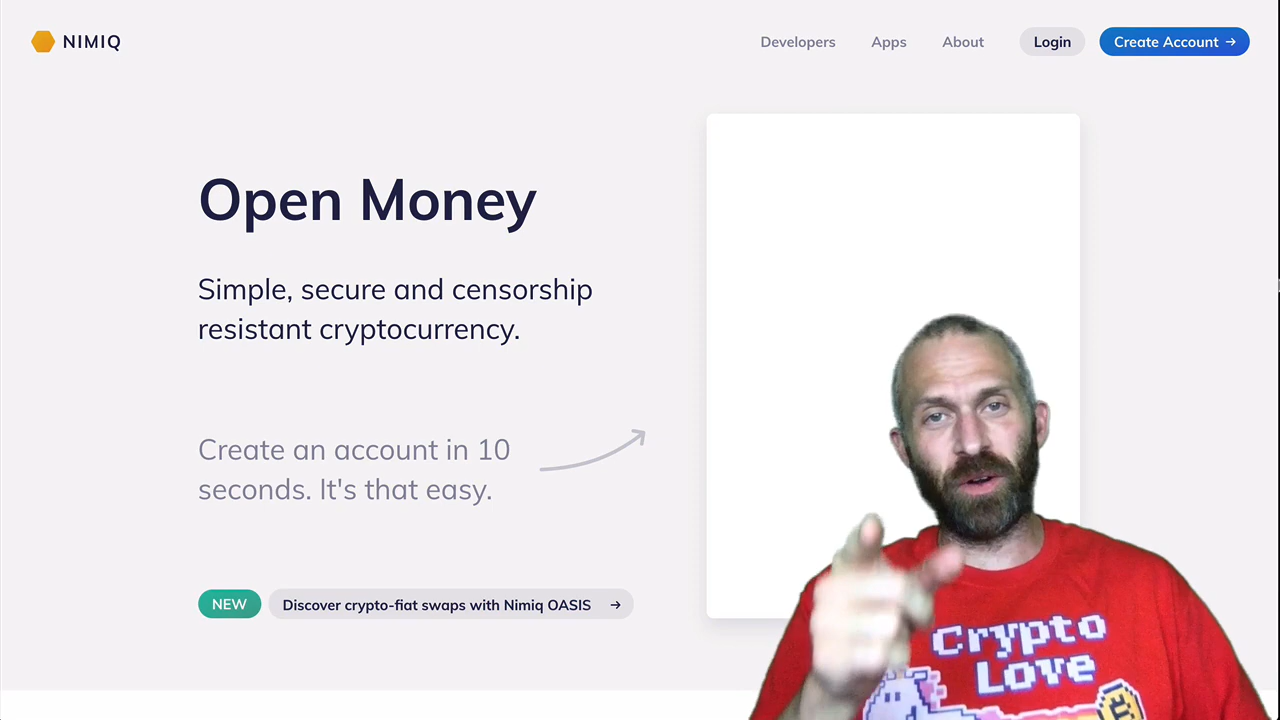 NIMIQ
Developers
Apps
About
Login
Create Account →
Open Money
Simple, secure and censorship
resistant cryptocurrency.
Create an account in 10
seconds. It's that easy.
NEW
Discover crypto-fiat swaps with Nimiq OASIS →
Crypto
Love